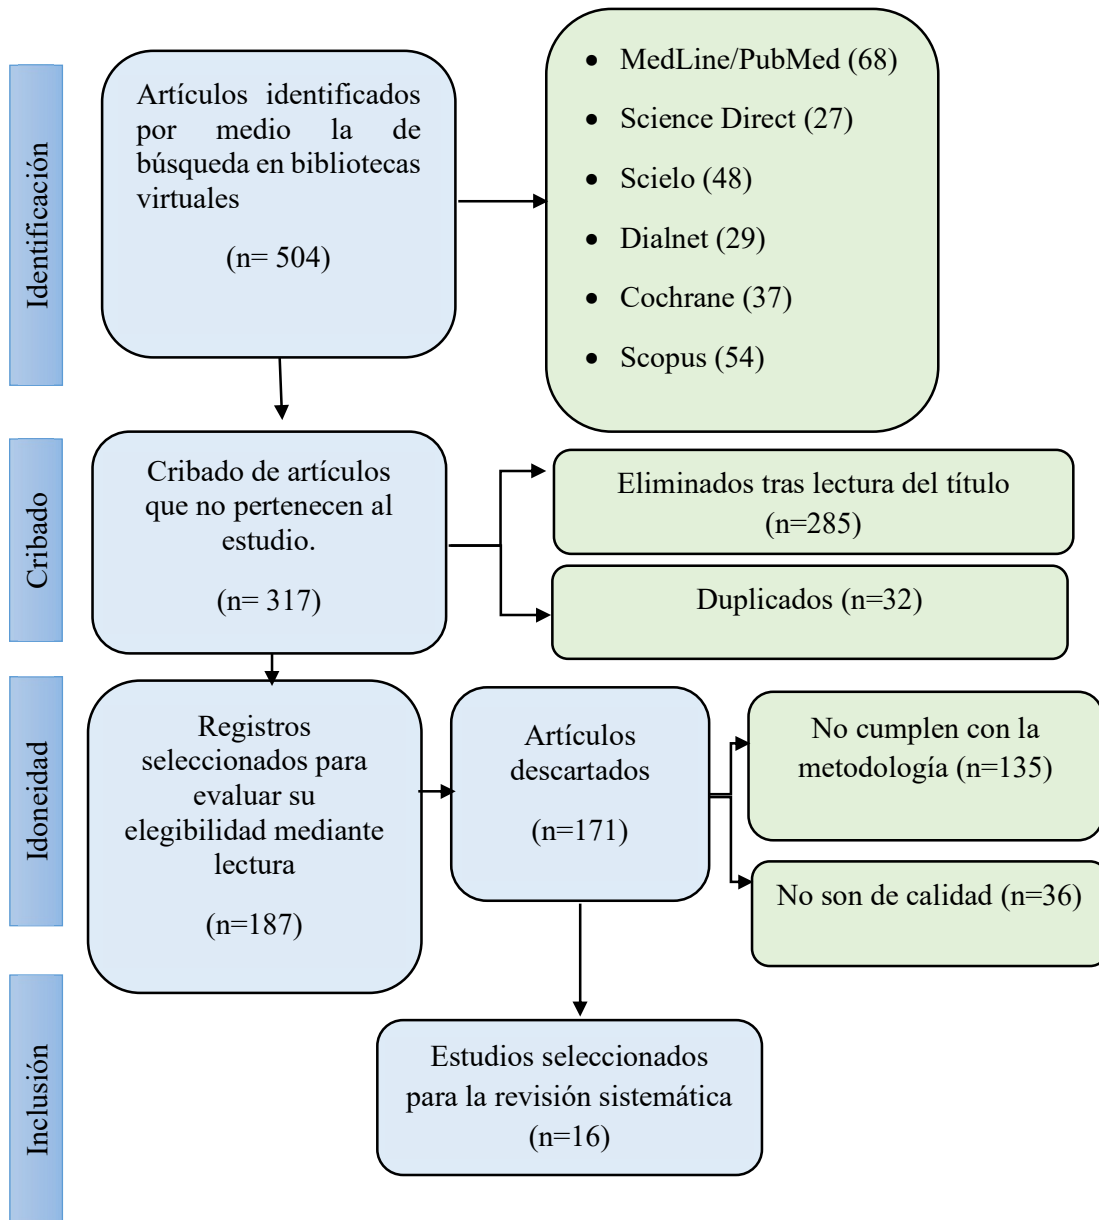 Identificación
Artículos identificados
por medio la de
búsqueda en bibliotecas
virtuales
(n= 504)
• MedLine/PubMed (68)
• Science Direct (27)
• Scielo (48)
• Dialnet (29)
• Cochrane (37)
• Scopus (54)
Cribado
Cribado de artículos
que no pertenecen al
estudio.
(n= 317)
Eliminados tras lectura del título
(n=285)
Duplicados (n=32)
Idoneidad
Registros
seleccionados para
evaluar su
elegibilidad mediante
lectura
(n=187)
Artículos
descartados
(n=171)
No cumplen con la
metodología (n=135)
No son de calidad (n=36)
Inclusión
Estudios seleccionados
para la revisión sistemática
(n=16)